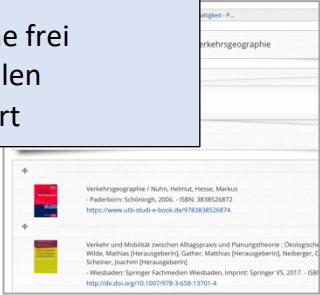 e frei
len
rt
altigkeit - P...
erkehrsgeographie
Verkehrsgeographie / Nuhn, Helmut, Hesse, Markus
- Paderborn: Schöningh, 2006. - ISBN: 3838526872
https://www.utb-studi-e-book.de/9783838526874
Verkehr und Mobilität zwischen Alltagspraxis und Planungstheorie : Ökologische
Wilde, Mathias [HerausgeberIn], Gather, Matthias [HerausgeberIn], Neiberger, C
Scheiner, Joachim [HerausgeberIn]
- Wiesbaden: Springer Fachmedien Wiesbaden, Imprint: Springer VS, 2017. - ISBN
http://dx.doi.org/10.1007/978-3-658-13701-4